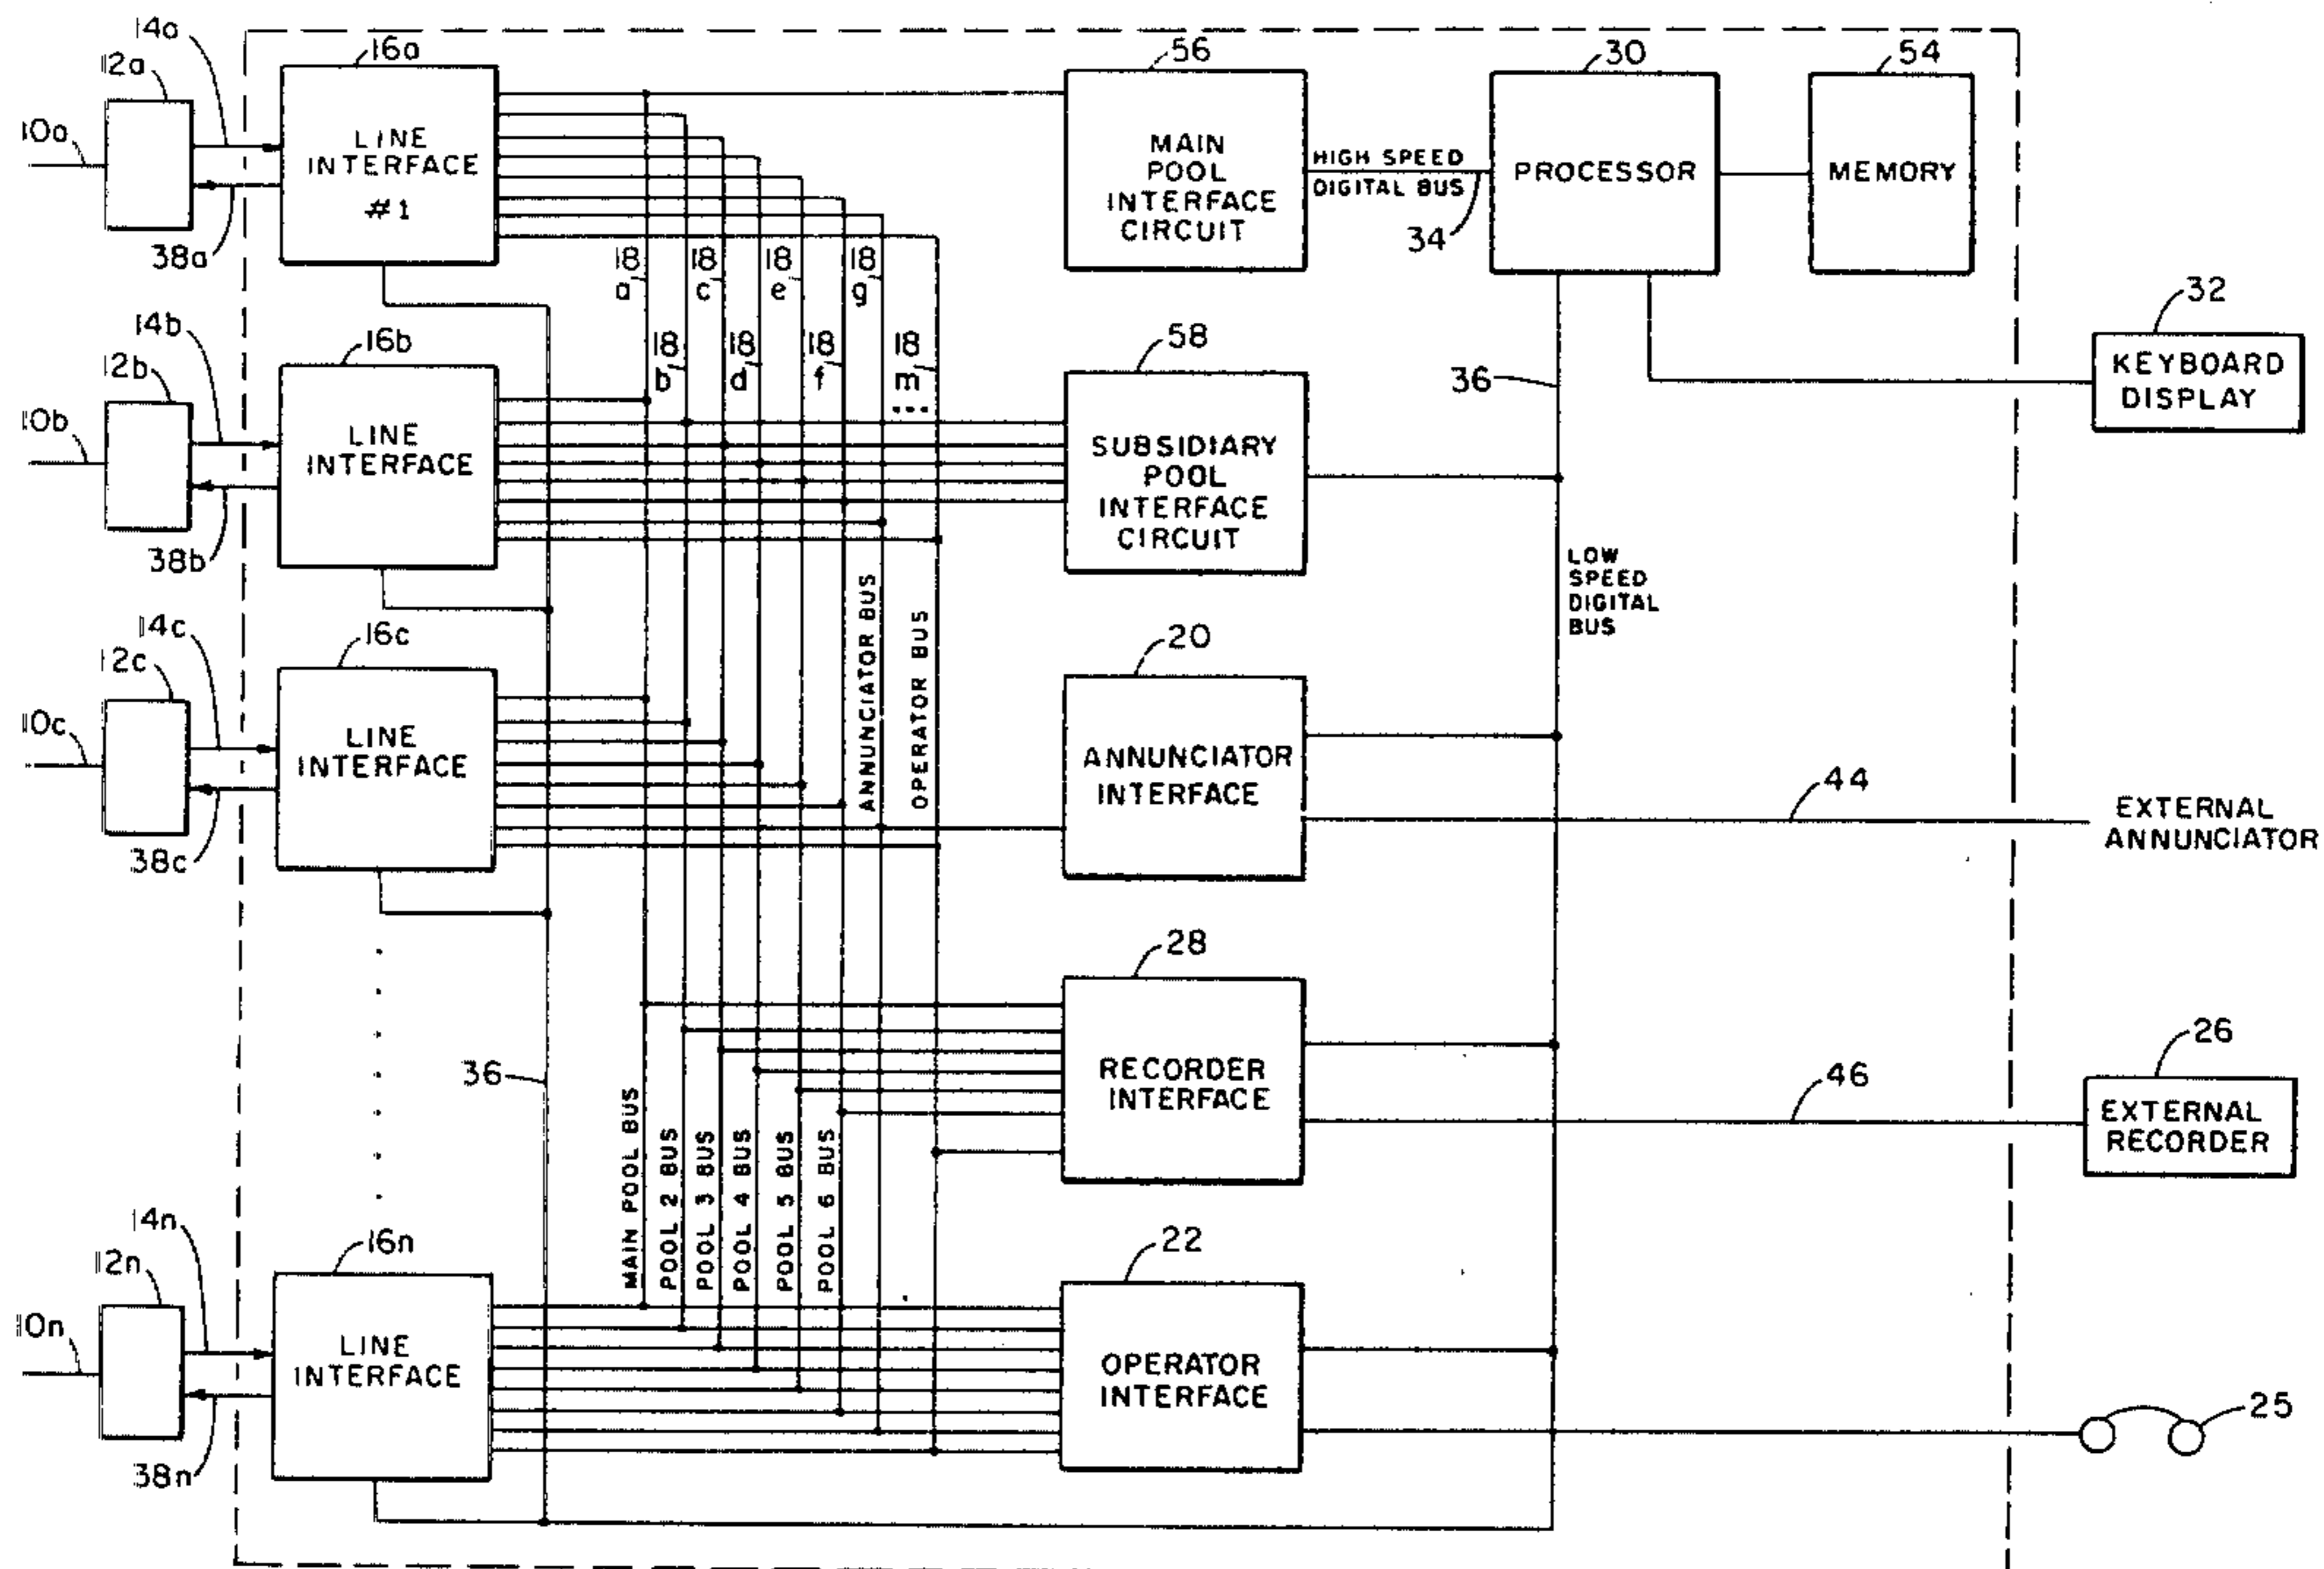 14a
16a
56
30
54
12a
10a
LINE
INTERFACE
#1
MAIN
POOL
INTERFACE
CIRCUIT
HIGH SPEED
DIGITAL BUS
34
PROCESSOR
MEMORY
38a
18
a
18
c
18
e
18
g
32
KEYBOARD
DISPLAY
14b
16b
12b
10b
LINE
INTERFACE
18
b
18
d
18
f
18
m
...
58
SUBSIDIARY
POOL
INTERFACE
CIRCUIT
36
38b
LOW
SPEED
DIGITAL
BUS
ANNUNCIATOR BUS
OPERATOR BUS
14c
16c
12c
10c
LINE
INTERFACE
20
ANNUNCIATOR
INTERFACE
44
EXTERNAL
ANNUNCIATOR
38c
28
RECORDER
INTERFACE
46
26
EXTERNAL
RECORDER
36
MAIN POOL BUS
POOL 2 BUS
POOL 3 BUS
POOL 4 BUS
POOL 5 BUS
POOL 6 BUS
14n
16n
12n
10n
LINE
INTERFACE
22
OPERATOR
INTERFACE
25
38n